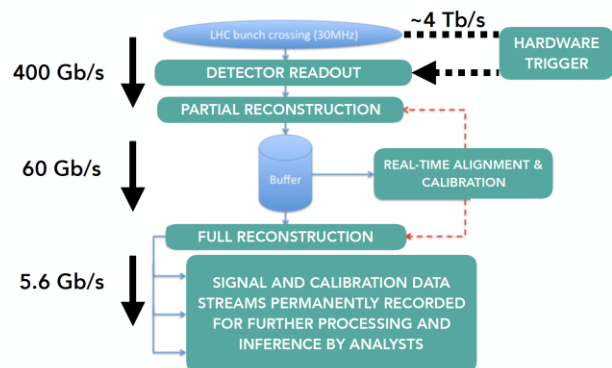 LHC bunch crossing (30MHz)
~4 Tb/s
HARDWARE
TRIGGER
400 Gb/s
DETECTOR READOUT
PARTIAL RECONSTRUCTION
60 Gb/s
Buffer
REAL-TIME ALIGNMENT &
CALIBRATION
FULL RECONSTRUCTION
5.6 Gb/s
SIGNAL AND CALIBRATION DATA
STREAMS PERMANENTLY RECORDED
FOR FURTHER PROCESSING AND
INFERENCE BY ANALYSTS